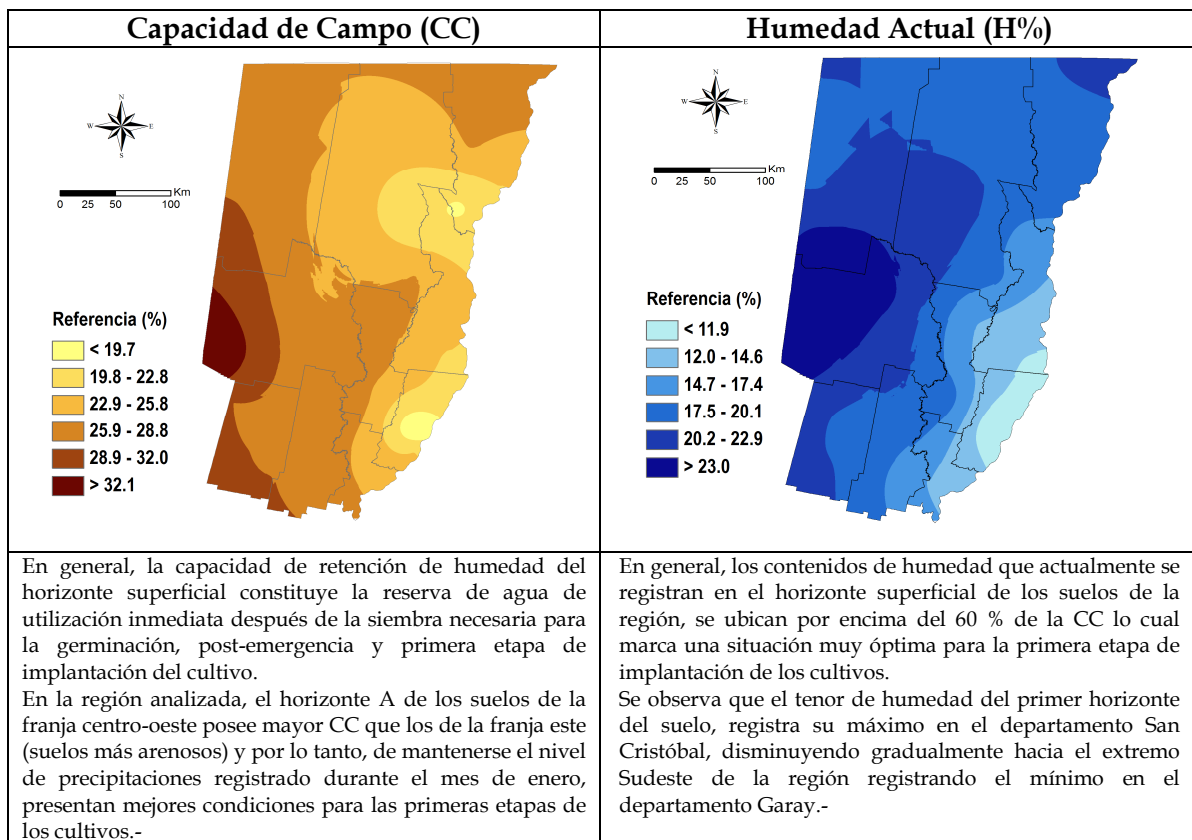 Capacidad de Campo (CC)
N
W E
S
Km
0 25 50 100
Referencia (%)
< 19.7
19.8 - 22.8
22.9 - 25.8
25.9 - 28.8
28.9 - 32.0
> 32.1
Humedad Actual (H%)
N
W E
S
Km
0 25 50 100
Referencia (%)
< 11.9
12.0 - 14.6
14.7 - 17.4
17.5 - 20.1
20.2 - 22.9
> 23.0
En general, la capacidad de retención de humedad del
horizonte superficial constituye la reserva de agua de
utilización inmediata después de la siembra necesaria para
la germinación, post-emergencia y primera etapa de
implantación del cultivo.
En la región analizada, el horizonte A de los suelos de la
franja centro-oeste posee mayor CC que los de la franja este
(suelos más arenosos) y por lo tanto, de mantenerse el nivel
de precipitaciones registrado durante el mes de enero,
presentan mejores condiciones para las primeras etapas de
los cultivos.-
En general, los contenidos de humedad que actualmente se
registran en el horizonte superficial de los suelos de la
región, se ubican por encima del 60 % de la CC lo cual
marca una situación muy óptima para la primera etapa de
implantación de los cultivos.
Se observa que el tenor de humedad del primer horizonte
del suelo, registra su máximo en el departamento San
Cristóbal, disminuyendo gradualmente hacia el extremo
Sudeste de la región registrando el mínimo en el
departamento Garay.-